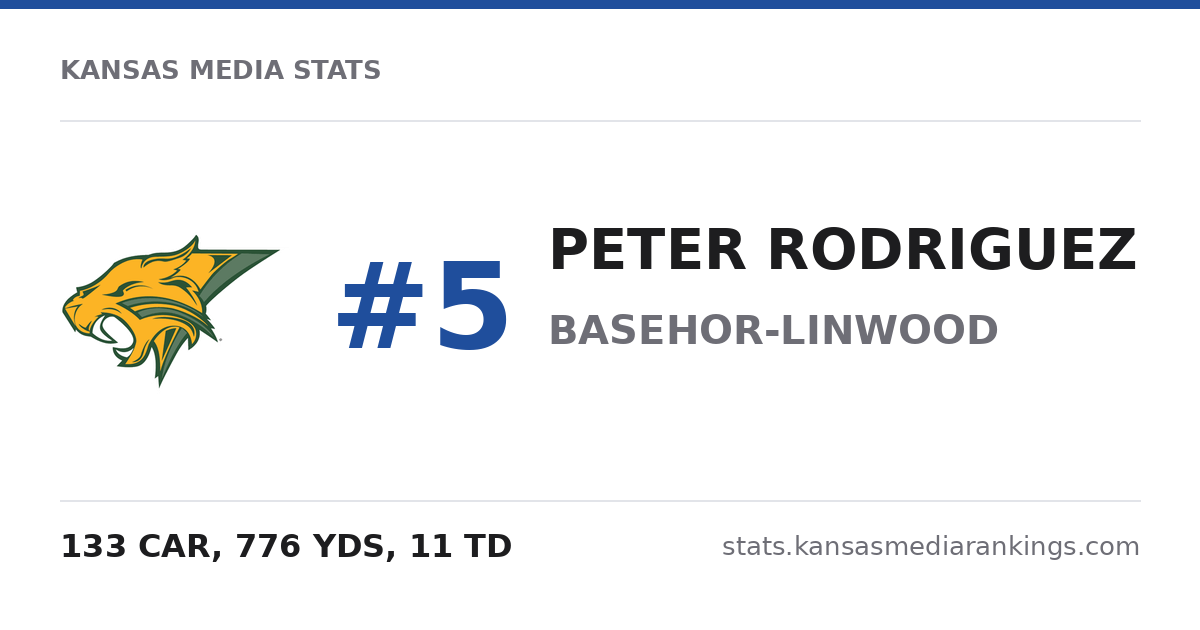 KANSAS MEDIA STATS
#5
PETER RODRIGUEZ
BASEHOR-LINWOOD
133 CAR, 776 YDS, 11 TD
stats.kansasmediarankings.com